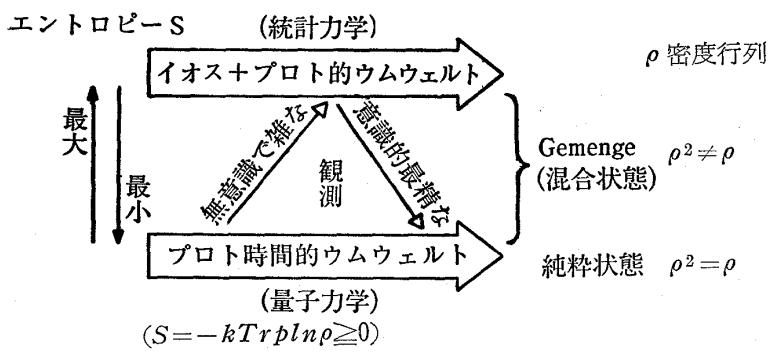 エントロピーS
(統計力学)
ρ 密度行列
イオス+プロト的ウムウェルト
最大
最小
無意識で雑な
観測
意識的最精な
Gemenge
(混合状態)
ρ²≠ρ
プロト時間的ウムウェルト
純粋状態 ρ²=ρ
(量子力学)
(S=-kTrρlnρ≧0)